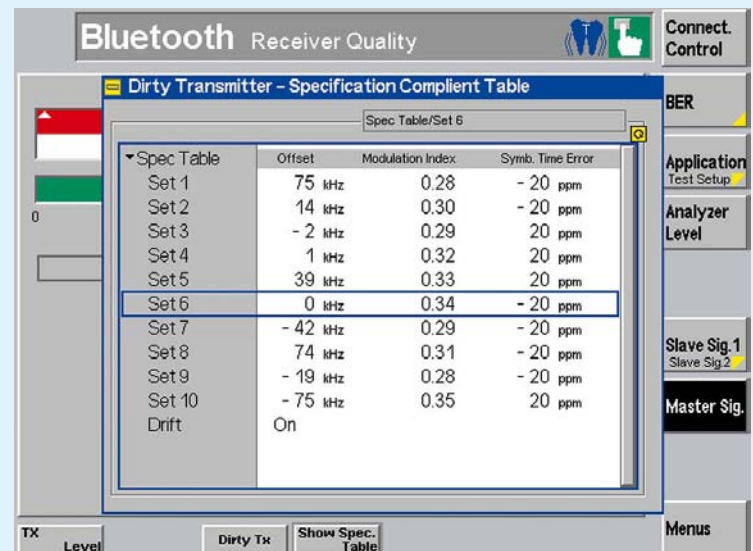 Bluetooth Receiver Quality
Connect. Control
Dirty Transmitter – Specification Complient Table
BER
Spec Table/Set 6
Spec Table Offset Modulation Index Symb. Time Error
Set 1 75 kHz 0.28 - 20 ppm
Set 2 14 kHz 0.30 - 20 ppm
Set 3 - 2 kHz 0.29 20 ppm
Set 4 1 kHz 0.32 20 ppm
Set 5 39 kHz 0.33 20 ppm
Set 6 0 kHz 0.34 - 20 ppm
Set 7 - 42 kHz 0.29 - 20 ppm
Set 8 74 kHz 0.31 - 20 ppm
Set 9 - 19 kHz 0.28 - 20 ppm
Set 10 - 75 kHz 0.35 20 ppm
Drift On
0
Application
Test Setup
Analyzer
Level
Slave Sig.1
Slave Sig.2
Master Sig.
Menus
TX
Level
Dirty Tx
Show Spec.
Table